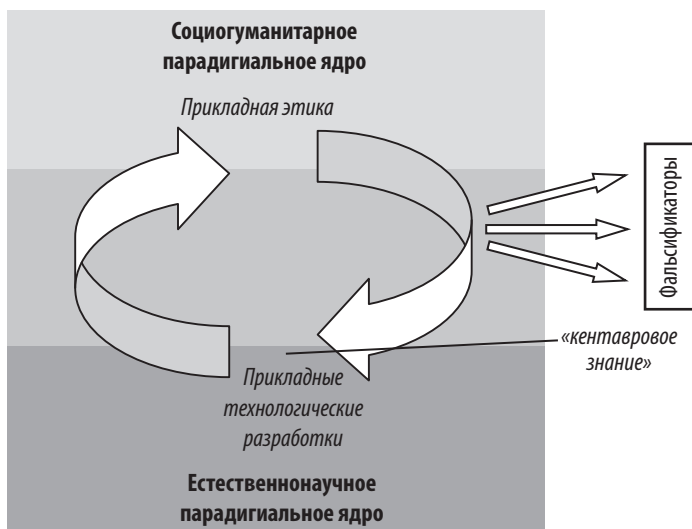 Социогуманитарное
парадигиальное ядро
Прикладная этика
Фальсификаторы
«кентавровое
знание»
Прикладные
технологические
разработки
Естественнонаучное
парадигиальное ядро